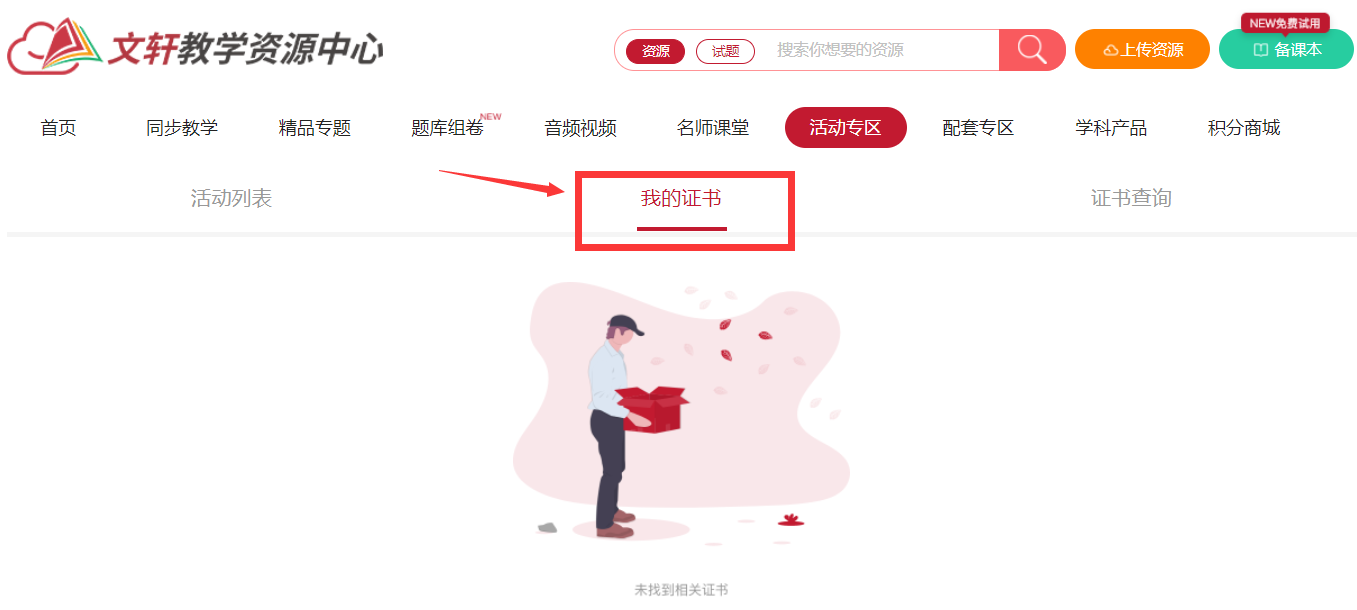 NEW免费试用
文轩教学资源中心
资源 试题 搜索你想要的资源 上传资源 备课本
首页 同步教学 精品专题 题库组卷 NEW 音频视频 名师课堂 活动专区 配套专区 学科产品 积分商城
活动列表 我的证书 证书查询
未找到相关证书